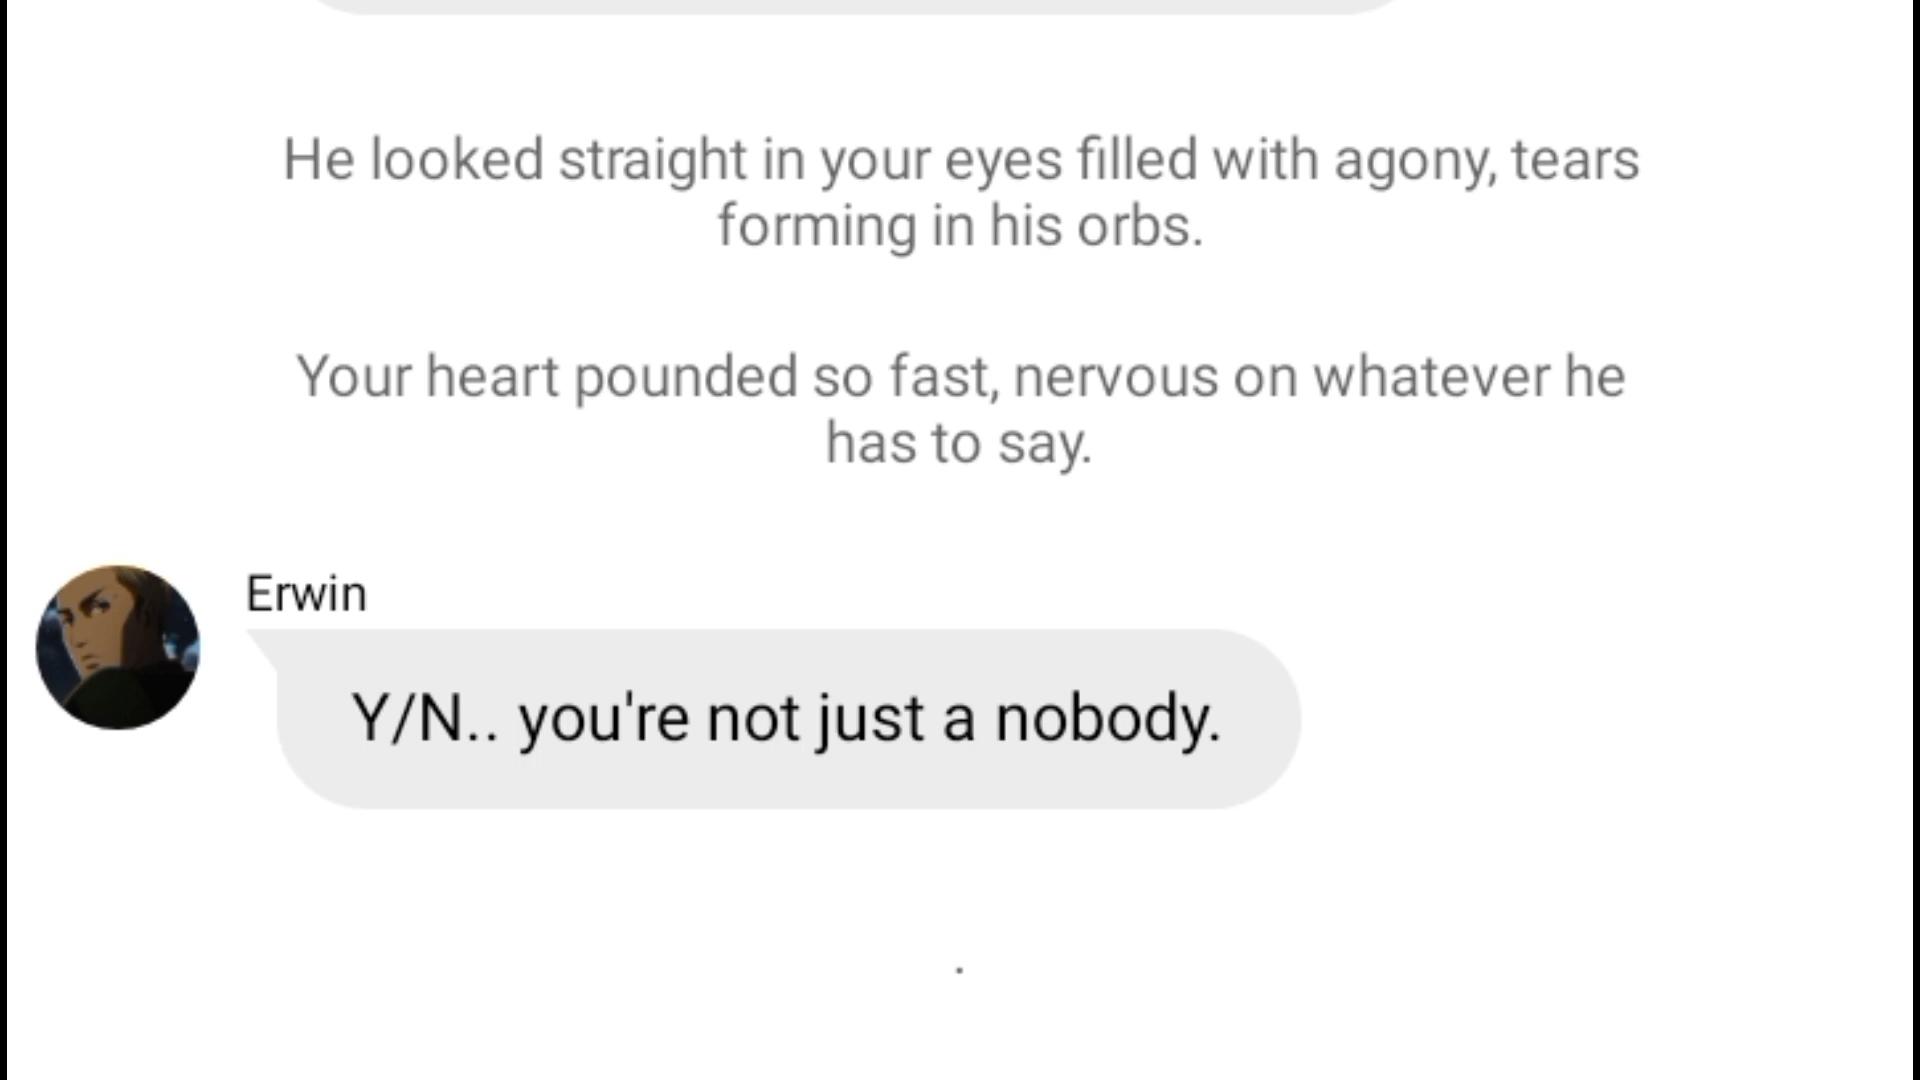 He looked straight in your eyes filled with agony, tears
forming in his orbs.
Your heart pounded so fast, nervous on whatever he
has to say.
Erwin
Y/N.. you're not just a nobody.
.